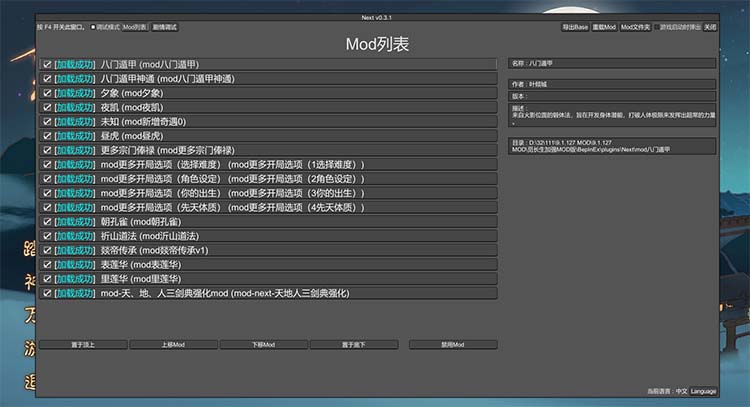 Next v0.3.1
按 F4 开关此窗口。 调试模式 Mod列表 剧情调试 导出Base 重载Mod Mod文件夹 游戏启动时弹出 关闭
Mod列表
[加载成功] 八门遁甲 (mod八门遁甲)
[加载成功] 八门遁甲神通 (mod八门遁甲神通)
[加载成功] 夕象 (mod夕象)
[加载成功] 夜凯 (mod夜凯)
[加载成功] 未知 (mod新增奇遇0)
[加载成功] 昼虎 (mod昼虎)
[加载成功] 更多宗门俸禄 (mod更多宗门俸禄)
[加载成功] mod更多开局选项（选择难度） (mod更多开局选项（1选择难度）)
[加载成功] mod更多开局选项（角色设定） (mod更多开局选项（2角色设定）)
[加载成功] mod更多开局选项（你的出生） (mod更多开局选项（3你的出生）)
[加载成功] mod更多开局选项（先天体质） (mod更多开局选项（4先天体质）)
[加载成功] 朝孔雀 (mod朝孔雀)
[加载成功] 祈山道法 (mod沂山道法)
[加载成功] 燚帝传承 (mod燚帝传承v1)
[加载成功] 表莲华 (mod表莲华)
[加载成功] 里莲华 (mod里莲华)
[加载成功] mod-天、地、人三剑典强化mod (mod-next-天地人三剑典强化)
置于顶上 上移Mod 下移Mod 置于底下 禁用Mod
名称：八门遁甲
作者：叶倾城
版本：
描述：
来自火影位面的锻体法，旨在开发身体潜能，打破人体极限来发挥出超常的力量
。
目录：D:\32\111\9.1.127 MOD\9.1.127
MOD\觅长生加强MOD版\BepInEx\plugins\Next\mod八门遁甲
当前语言：中文 Language
踏
神
万
游
退